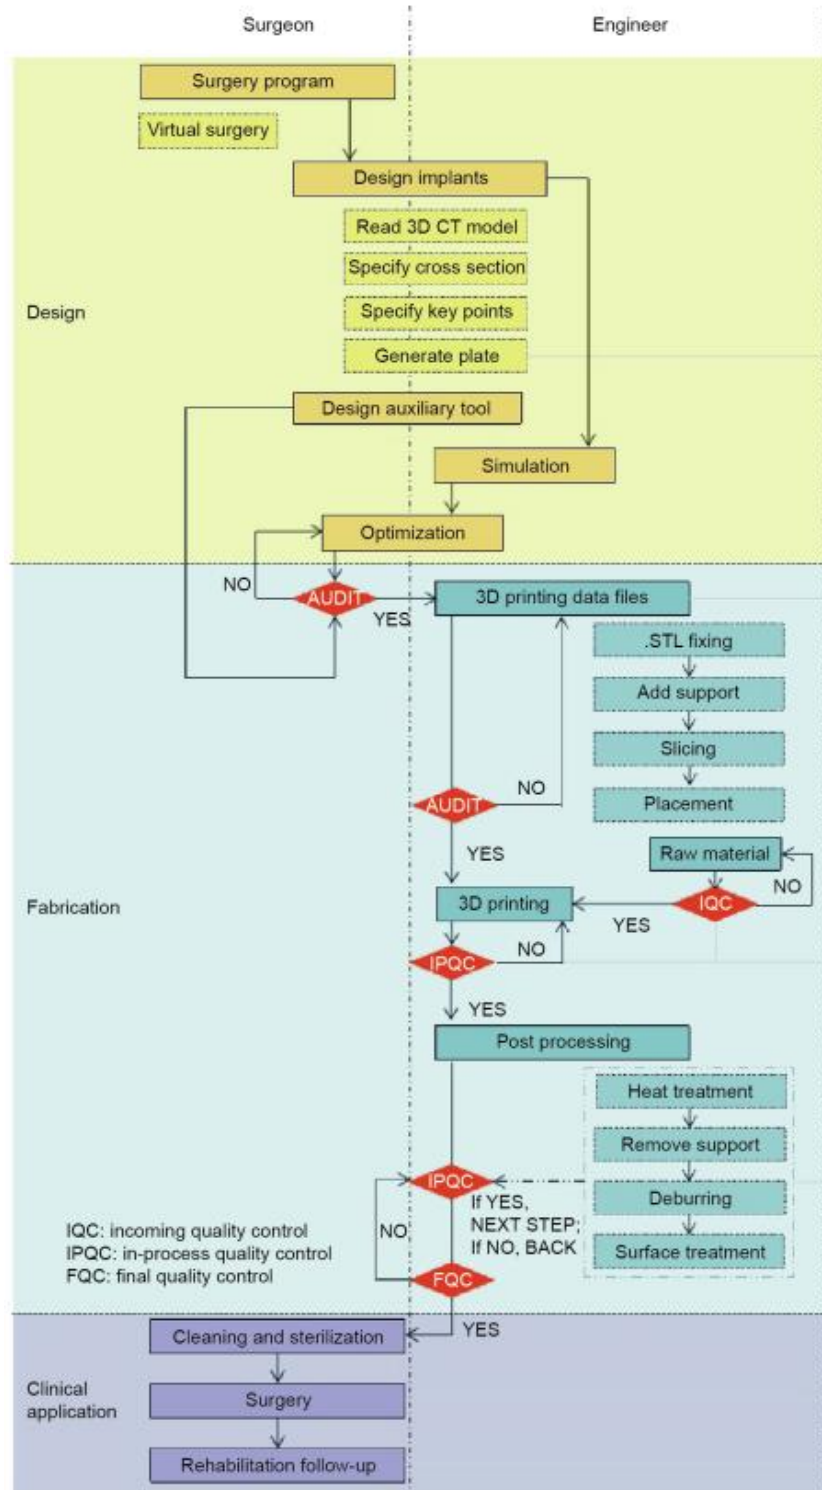 Surgeon
Engineer
Surgery program
Virtual surgery
Design implants
Read 3D CT model
Specify cross section
Specify key points
Design
Generate plate
Design auxiliary tool
Simulation
Optimization
NO
AUDIT
YES
3D printing data files
.STL fixing
Add support
Slicing
NO
AUDIT
Placement
YES
Raw material
NO
Fabrication
3D printing
YES
IQC
NO
IPQC
YES
Post processing
Heat treatment
Remove support
IPQC
If YES,
NEXT STEP;
If NO, BACK
Deburring
Surface treatment
NO
IQC: incoming quality control
IPQC: in-process quality control
FQC: final quality control
FQC
YES
Cleaning and sterilization
Clinical
application
Surgery
Rehabilitation follow-up